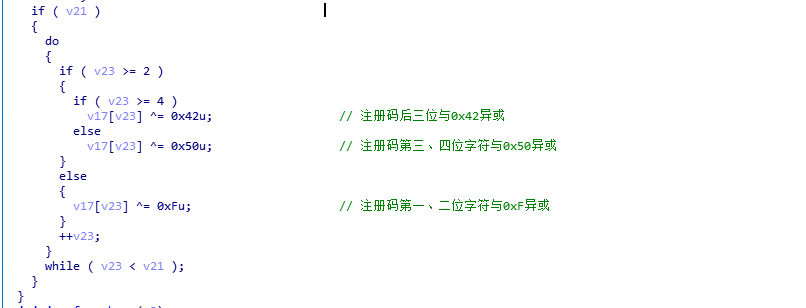 if ( v21 )
{
do
{
if ( v23 >= 2 )
{
if ( v23 >= 4 )
v17[v23] ^= 0x42u; // 注册码后三位与0x42异或
else
v17[v23] ^= 0x50u; // 注册码第三、四位字符与0x50异或
}
else
{
v17[v23] ^= 0xFu; // 注册码第一、二位字符与0xF异或
}
++v23;
}
while ( v23 < v21 );
}
}